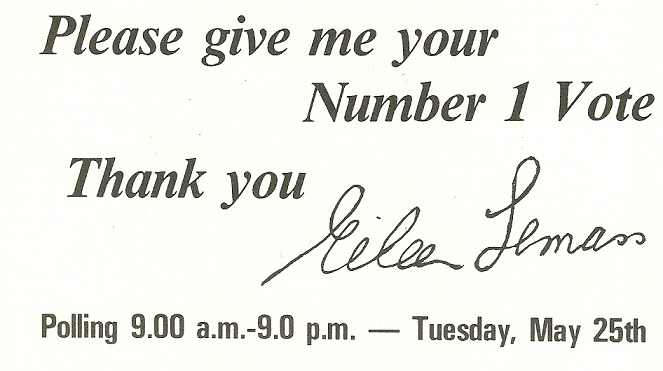 Please give me your
Number 1 Vote
Thank you
Eileen Lemass
Polling 9.00 a.m.-9.0 p.m. — Tuesday, May 25th